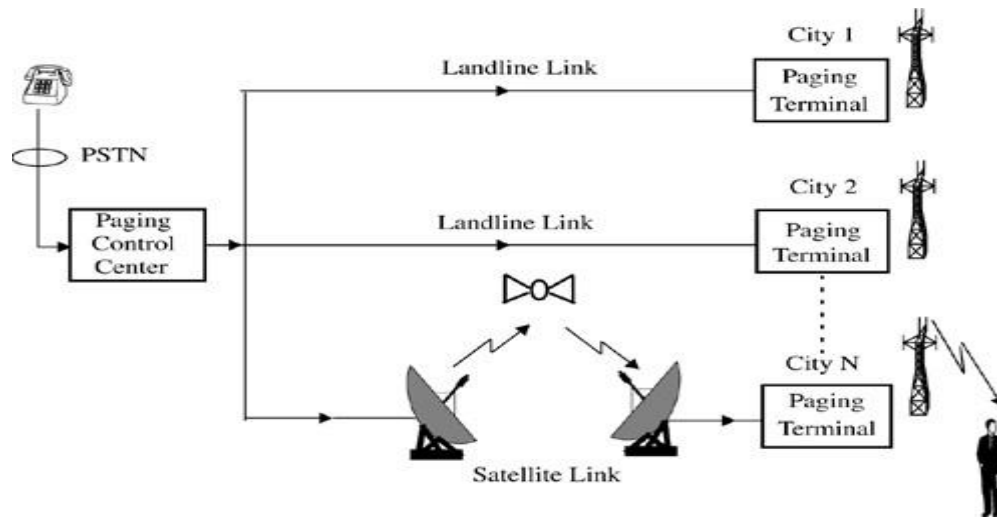 City 1
Landline Link
Paging
Terminal
PSTN
City 2
Paging
Control
Center
Landline Link
Paging
Terminal
City N
Paging
Terminal
Satellite Link